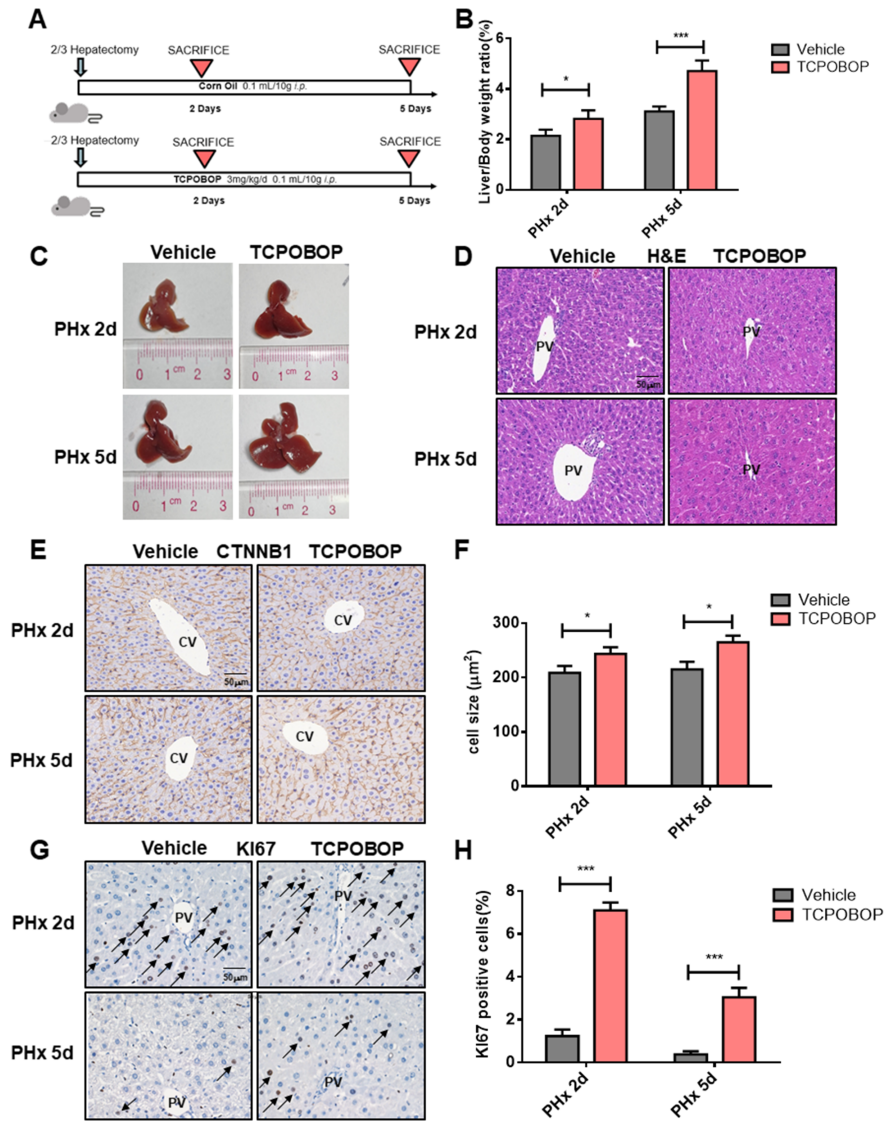 A
2/3 Hepatectomy
SACRIFICE
SACRIFICE
Corn Oil 0.1 mL/10g i.p.
2 Days
5 Days
2/3 Hepatectomy
SACRIFICE
SACRIFICE
TCPOBOP 3mg/kg/d 0.1 mL/10g i.p.
2 Days
5 Days
B
Liver/Body weight ratio(%)
6
4
2
0
*
***
PHx 2d
PHx 5d
Vehicle
TCPOBOP
C
Vehicle TCPOBOP
PHx 2d
0 1 cm 2 3
0 1 cm 2 3
PHx 5d
0 1 cm 2 3
0 1 cm 2 3
D
Vehicle H&E TCPOBOP
PHx 2d
PV
50μm
PV
PHx 5d
PV
PV
E
Vehicle CTNNB1 TCPOBOP
PHx 2d
CV
50μm
CV
PHx 5d
CV
CV
F
cell size (μm²)
300
200
100
0
*
*
PHx 2d
PHx 5d
Vehicle
TCPOBOP
G
Vehicle KI67 TCPOBOP
PHx 2d
PV
50μm
PV
PHx 5d
PV
PV
H
KI67 positive cells(%)
8
6
4
2
0
***
***
PHx 2d
PHx 5d
Vehicle
TCPOBOP